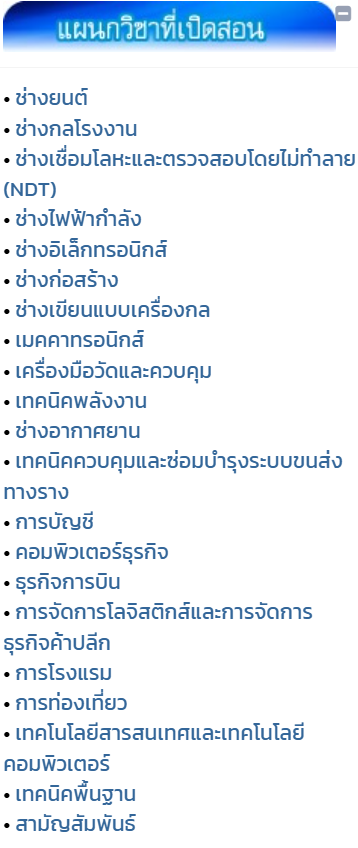 แผนกวิชาที่เปิดสอน
• ช่างยนต์
• ช่างกลโรงงาน
• ช่างเชื่อมโลหะและตรวจสอบโดยไม่ทำลาย
(NDT)
• ช่างไฟฟ้ากำลัง
• ช่างอิเล็กทรอนิกส์
• ช่างก่อสร้าง
• ช่างเขียนแบบเครื่องกล
• เมคคาทรอนิกส์
• เครื่องมือวัดและควบคุม
• เทคนิคพลังงาน
• ช่างอากาศยาน
• เทคนิคควบคุมและซ่อมบำรุงระบบขนส่ง
ทางราง
• การบัญชี
• คอมพิวเตอร์ธุรกิจ
• ธุรกิจการบิน
• การจัดการโลจิสติกส์และการจัดการ
ธุรกิจค้าปลีก
• การโรงแรม
• การท่องเที่ยว
• เทคโนโลยีสารสนเทศและเทคโนโลยี
คอมพิวเตอร์
• เทคนิคพื้นฐาน
• สามัญสัมพันธ์